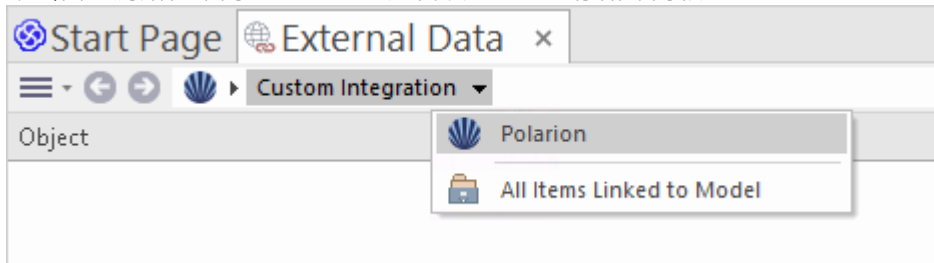 Start Page External Data ×
Custom Integration
Object
Polarion
All Items Linked to Model